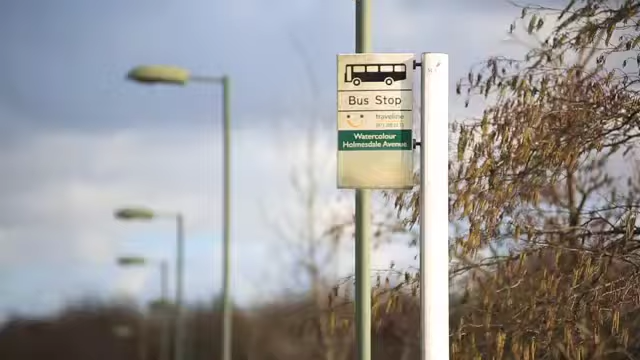 Bus Stop
traveline
Watercolour
Holmesdale Avenue